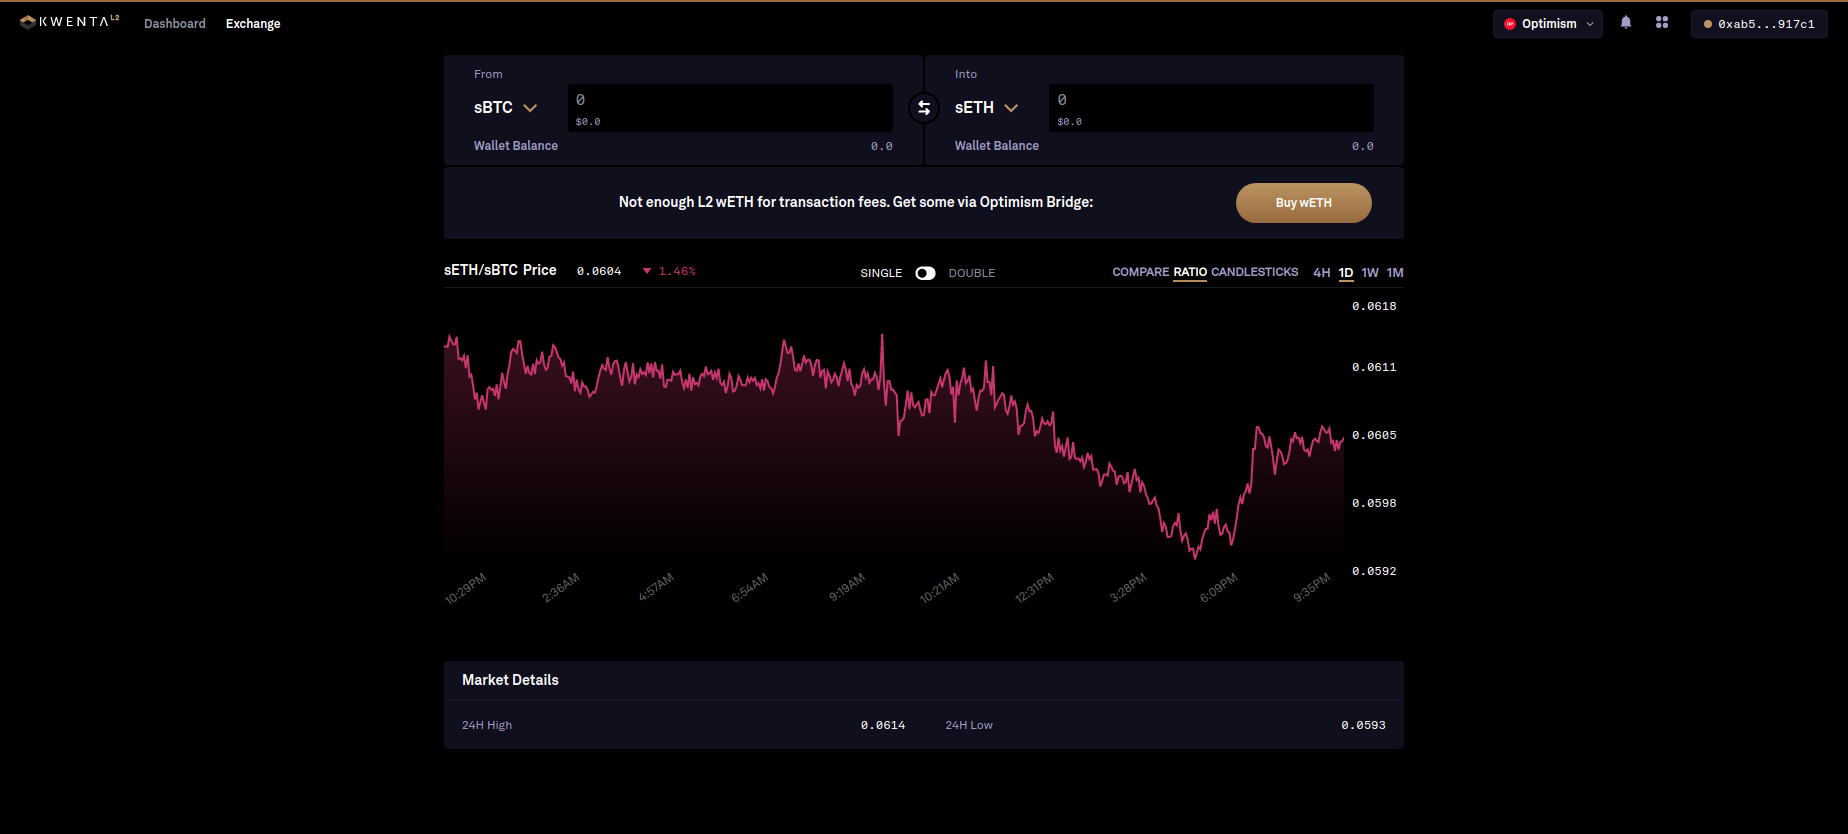 KWENTA L2 Dashboard Exchange Optimism 0xab5...917c1
From
sBTC 0
$0.0
Wallet Balance 0.0
Into
sETH 0
$0.0
Wallet Balance 0.0
Not enough L2 wETH for transaction fees. Get some via Optimism Bridge: Buy wETH
sETH/sBTC Price 0.0604 1.46% SINGLE DOUBLE COMPARE RATIO CANDLESTICKS 4H 1D 1W 1M
0.0618
0.0611
0.0605
0.0598
0.0592
10:29PM 2:36AM 4:57AM 6:54AM 9:19AM 10:21AM 12:31PM 3:28PM 6:09PM 9:35PM
Market Details
24H High 0.0614 24H Low 0.0593